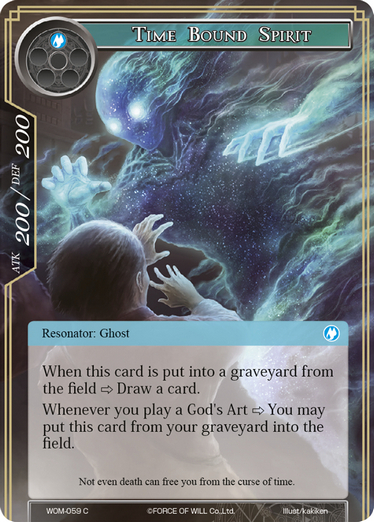 Time Bound Spirit
ATK 200/DEF 200
Resonator: Ghost
When this card is put into a graveyard from
the field ⇨ Draw a card.
Whenever you play a God's Art ⇨ You may
put this card from your graveyard into the
field.
Not even death can free you from the curse of time.
WOM-059 C ©FORCE OF WILL Co.,Ltd. Illust/kakiken